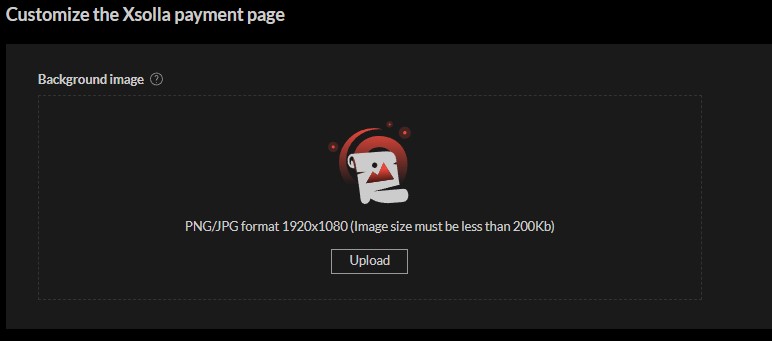 Customize the Xsolla payment page
Background image ?
PNG/JPG format 1920x1080 (Image size must be less than 200Kb)
Upload